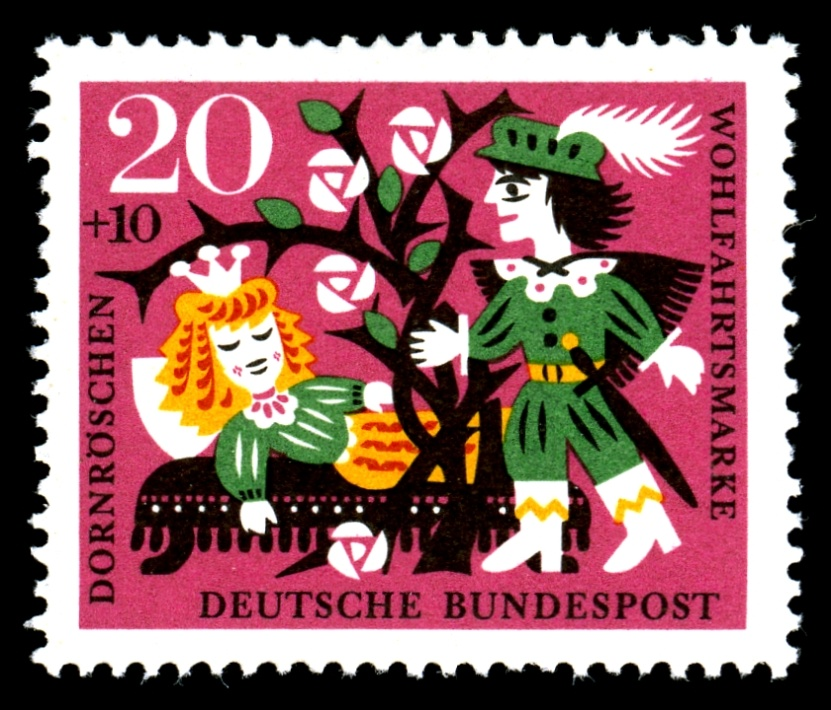 20
+10
DORNRÖSCHEN
WOHLFAHRTSMARKE
DEUTSCHE BUNDESPOST